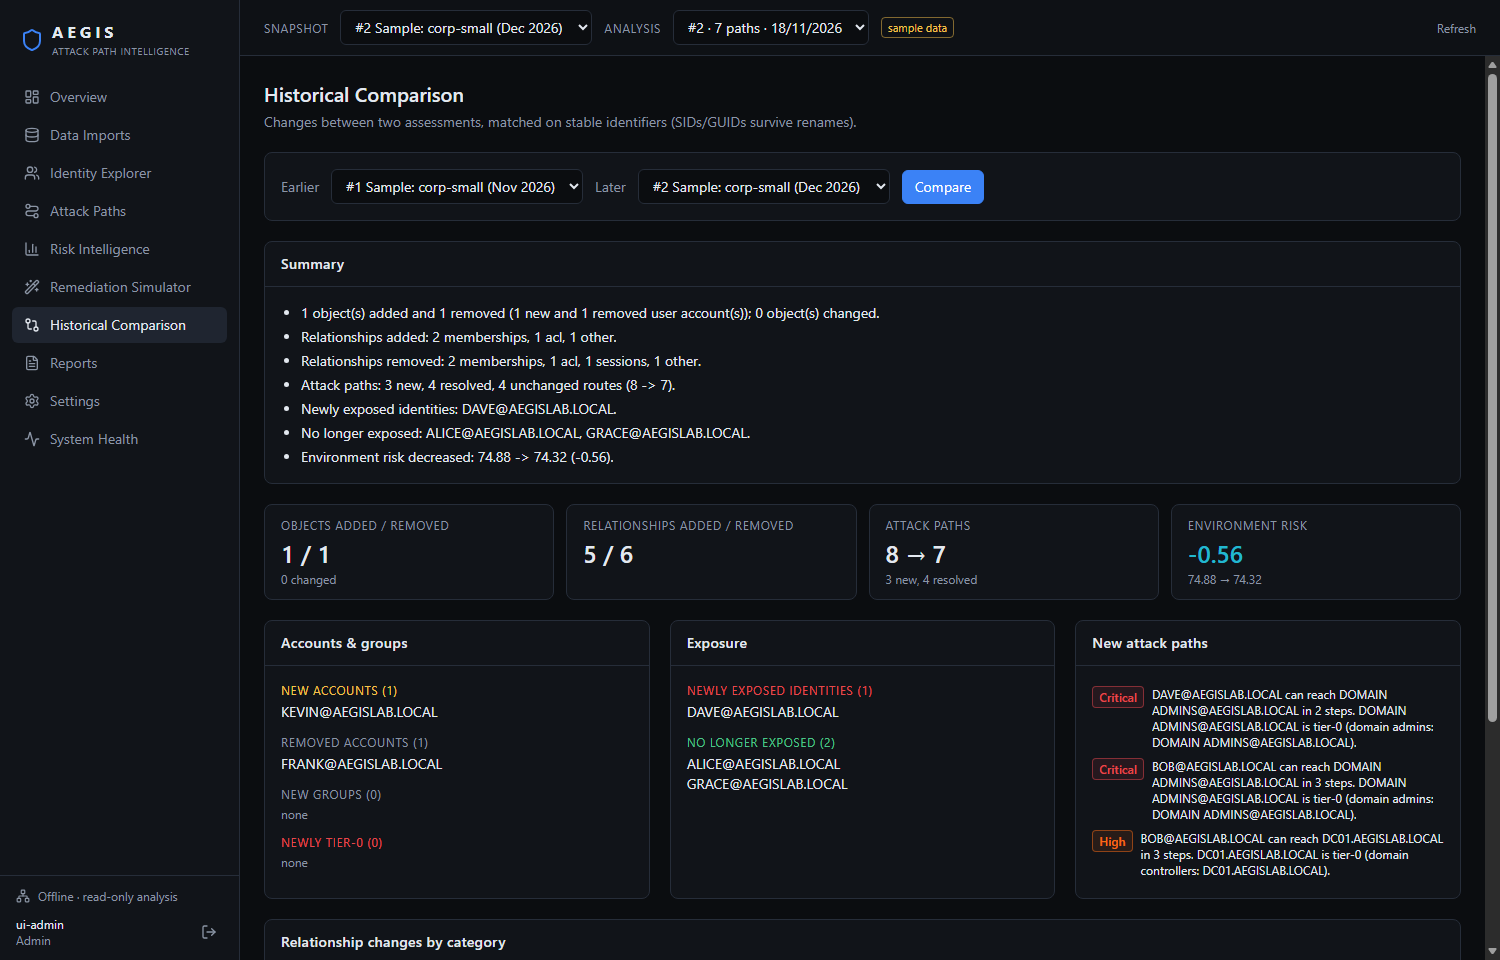 AEGIS
ATTACK PATH INTELLIGENCE
Overview
Data Imports
Identity Explorer
Attack Paths
Risk Intelligence
Remediation Simulator
Historical Comparison
Reports
Settings
System Health
Offline · read-only analysis
ui-admin
Admin
SNAPSHOT #2 Sample: corp-small (Dec 2026) ANALYSIS #2 · 7 paths · 18/11/2026 sample data Refresh
Historical Comparison
Changes between two assessments, matched on stable identifiers (SIDs/GUIDs survive renames).
Earlier #1 Sample: corp-small (Nov 2026) Later #2 Sample: corp-small (Dec 2026) Compare
Summary
• 1 object(s) added and 1 removed (1 new and 1 removed user account(s)); 0 object(s) changed.
• Relationships added: 2 memberships, 1 acl, 1 other.
• Relationships removed: 2 memberships, 1 acl, 1 sessions, 1 other.
• Attack paths: 3 new, 4 resolved, 4 unchanged routes (8 -> 7).
• Newly exposed identities: DAVE@AEGISLAB.LOCAL.
• No longer exposed: ALICE@AEGISLAB.LOCAL, GRACE@AEGISLAB.LOCAL.
• Environment risk decreased: 74.88 -> 74.32 (-0.56).
OBJECTS ADDED / REMOVED
1 / 1
0 changed
RELATIONSHIPS ADDED / REMOVED
5 / 6
ATTACK PATHS
8 → 7
3 new, 4 resolved
ENVIRONMENT RISK
-0.56
74.88 → 74.32
Accounts & groups
NEW ACCOUNTS (1)
KEVIN@AEGISLAB.LOCAL
REMOVED ACCOUNTS (1)
FRANK@AEGISLAB.LOCAL
NEW GROUPS (0)
none
NEWLY TIER-0 (0)
none
Exposure
NEWLY EXPOSED IDENTITIES (1)
DAVE@AEGISLAB.LOCAL
NO LONGER EXPOSED (2)
ALICE@AEGISLAB.LOCAL
GRACE@AEGISLAB.LOCAL
New attack paths
Critical DAVE@AEGISLAB.LOCAL can reach DOMAIN
ADMINS@AEGISLAB.LOCAL in 2 steps. DOMAIN
ADMINS@AEGISLAB.LOCAL is tier-0 (domain admins:
DOMAIN ADMINS@AEGISLAB.LOCAL).
Critical BOB@AEGISLAB.LOCAL can reach DOMAIN
ADMINS@AEGISLAB.LOCAL in 3 steps. DOMAIN
ADMINS@AEGISLAB.LOCAL is tier-0 (domain admins:
DOMAIN ADMINS@AEGISLAB.LOCAL).
High BOB@AEGISLAB.LOCAL can reach DC01.AEGISLAB.LOCAL
in 3 steps. DC01.AEGISLAB.LOCAL is tier-0 (domain
controllers: DC01.AEGISLAB.LOCAL).
Relationship changes by category